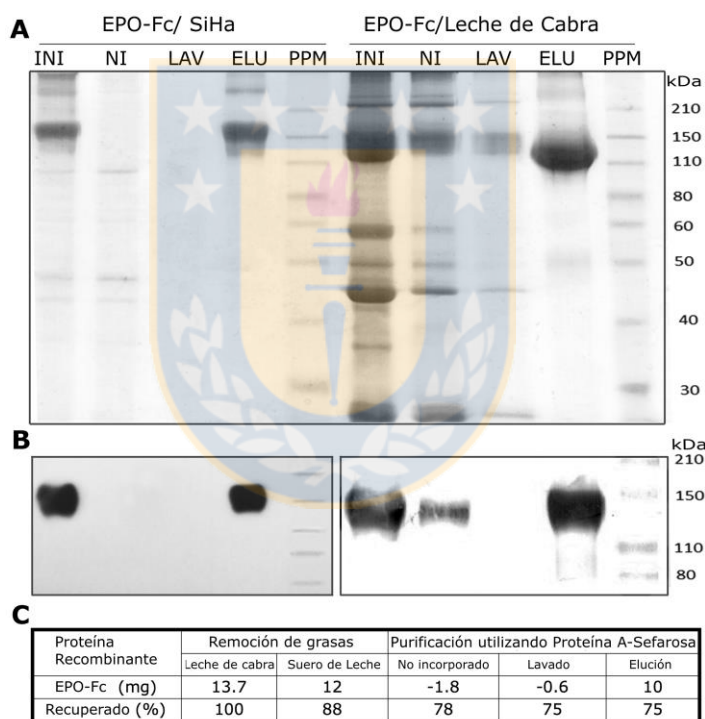 A
EPO-Fc/ SiHa EPO-Fc/Leche de Cabra
INI NI LAV ELU PPM INI NI LAV ELU PPM
kDa
210
150
110
80
60
50
40
30
B
kDa
210
150
110
80
C
Proteína Recombinante Remoción de grasas Purificación utilizando Proteína A-Sefarosa
Leche de cabra Suero de Leche No incorporado Lavado Elución
EPO-Fc (mg) 13.7 12 -1.8 -0.6 10
Recuperado (%) 100 88 78 75 75